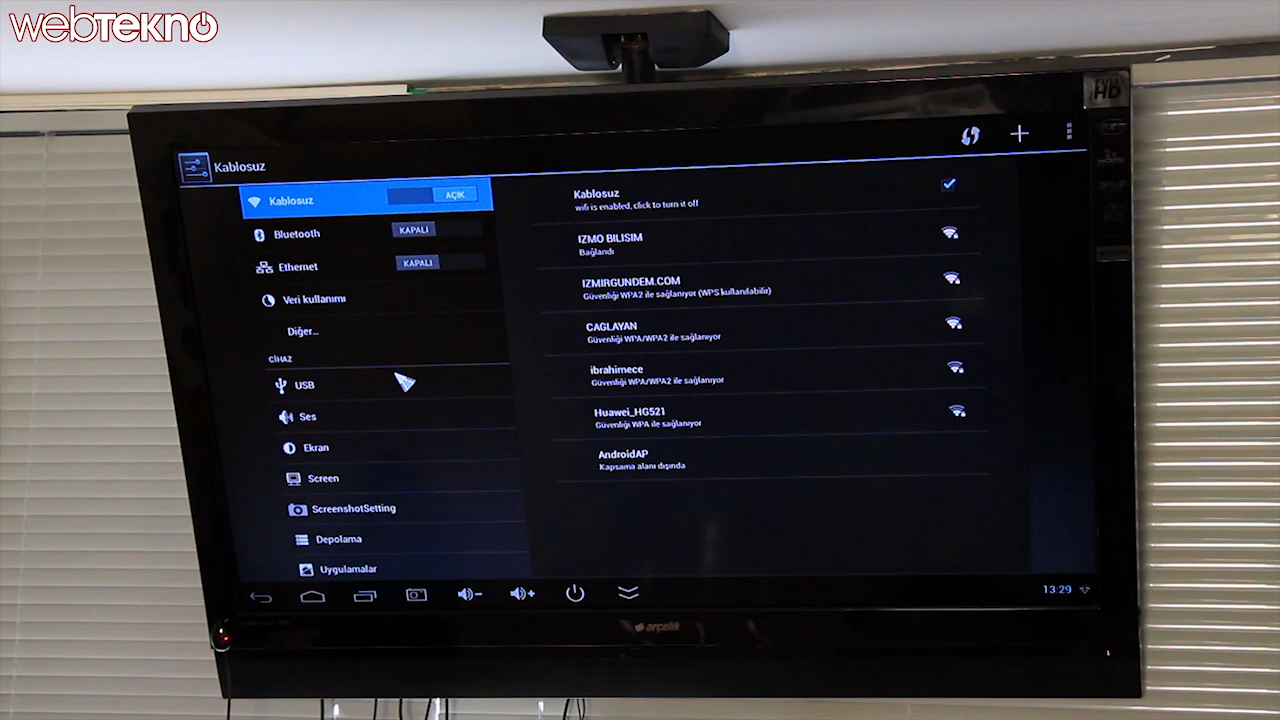 webtekno
FULL
HD
Kablosuz
Kablosuz
AÇIK
Bluetooth
KAPALI
Ethernet
KAPALI
Veri kullanımı
Diğer...
CİHAZ
USB
Ses
Ekran
Screen
ScreenshotSetting
Depolama
Uygulamalar
Kablosuz
wifi is enabled, click to turn it off
IZMO BILISIM
Bağlandı
IZMIRGUNDEM.COM
Güvenliği WPA2 ile sağlanıyor (WPS kullanılabilir)
CAGLAYAN
Güvenliği WPA/WPA2 ile sağlanıyor
ibrahimece
Güvenliği WPA/WPA2 ile sağlanıyor
Huawei_HG521
Güvenliği WPA ile sağlanıyor
AndroidAP
Kapsama alanı dışında
13:29
arçelik